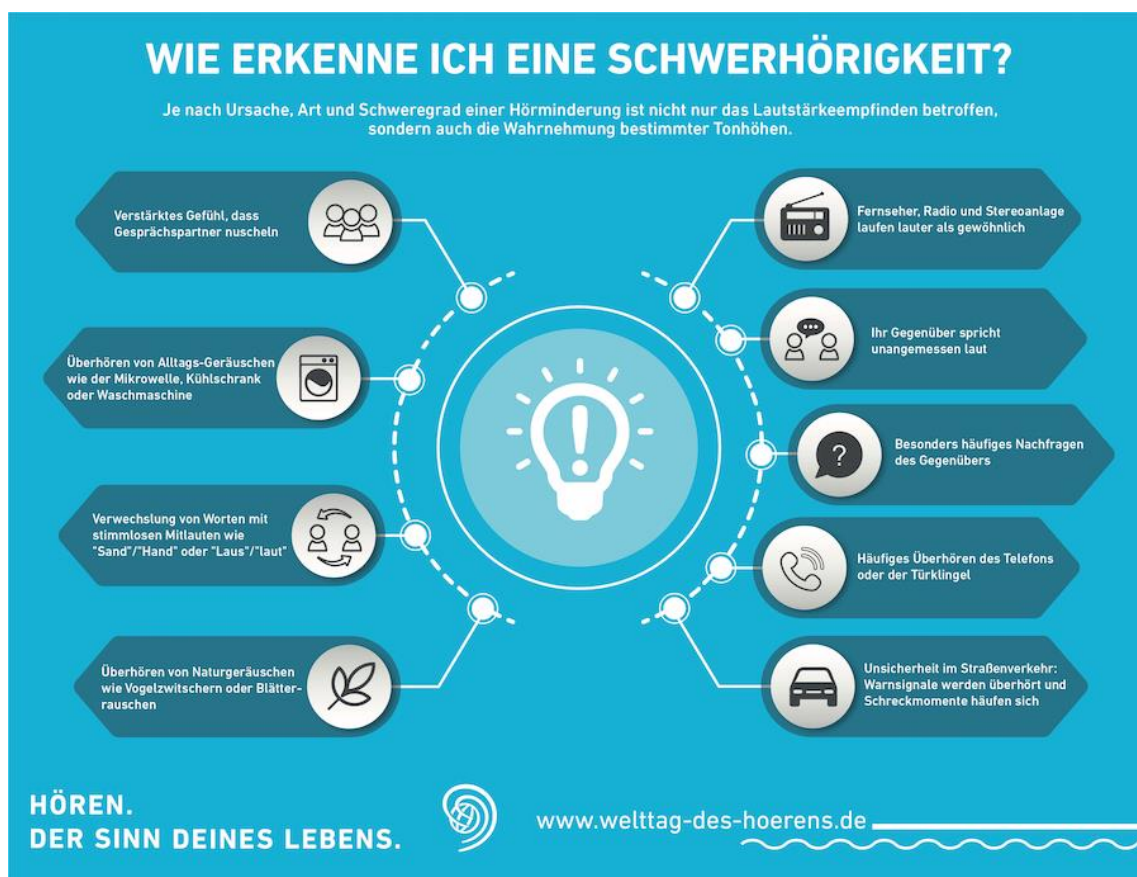 WIE ERKENNE ICH EINE SCHWERHÖRIGKEIT?
Je nach Ursache, Art und Schweregrad einer Hörminderung ist nicht nur das Lautstärkeempfinden betroffen,
sondern auch die Wahrnehmung bestimmter Tonhöhen.
Verstärktes Gefühl, dass
Gesprächspartner nuscheln
Überhören von Alltags-Geräuschen
wie der Mikrowelle, Kühlschrank
oder Waschmaschine
Verwechslung von Worten mit
stimmlosen Mitlauten wie
"Sand"/"Hand" oder "Laus"/"laut"
Überhören von Naturgeräuschen
wie Vogelzwitschern oder Blätter-
rauschen
Fernseher, Radio und Stereoanlage
laufen lauter als gewöhnlich
Ihr Gegenüber spricht
unangemessen laut
?
Besonders häufiges Nachfragen
des Gegenübers
Häufiges Überhören des Telefons
oder der Türklingel
Unsicherheit im Straßenverkehr:
Warnsignale werden überhört und
Schreckmomente häufen sich
HÖREN.
DER SINN DEINES LEBENS.
www.welttag-des-hoerens.de